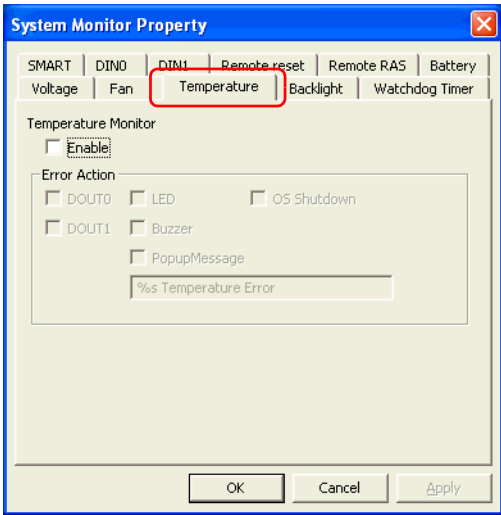 System Monitor Property
SMART DIN0 DIN1 Remote reset Remote RAS Battery
Voltage Fan Temperature Backlight Watchdog Timer
Temperature Monitor
Enable
Error Action
DOUT0 LED OS Shutdown
DOUT1 Buzzer
PopupMessage
%s Temperature Error
OK Cancel Apply